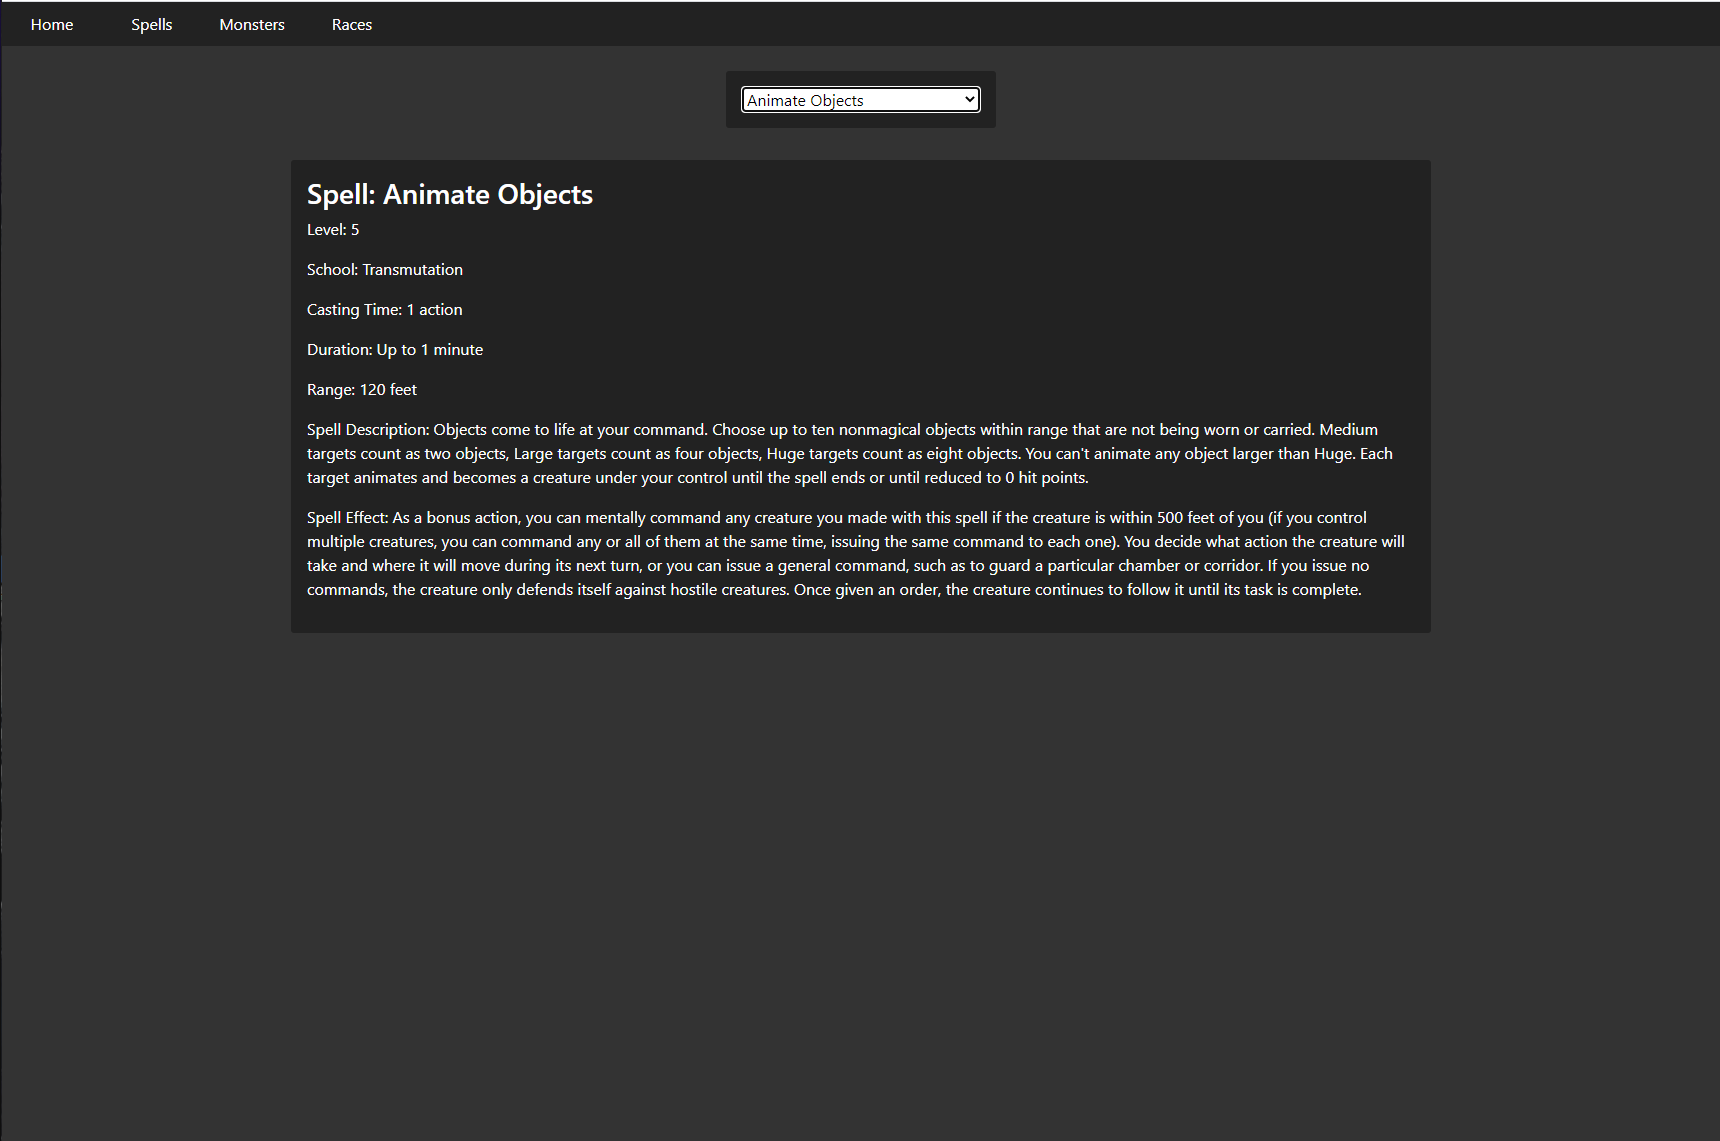 Home Spells Monsters Races
Animate Objects
Spell: Animate Objects
Level: 5
School: Transmutation
Casting Time: 1 action
Duration: Up to 1 minute
Range: 120 feet
Spell Description: Objects come to life at your command. Choose up to ten nonmagical objects within range that are not being worn or carried. Medium
targets count as two objects, Large targets count as four objects, Huge targets count as eight objects. You can't animate any object larger than Huge. Each
target animates and becomes a creature under your control until the spell ends or until reduced to 0 hit points.
Spell Effect: As a bonus action, you can mentally command any creature you made with this spell if the creature is within 500 feet of you (if you control
multiple creatures, you can command any or all of them at the same time, issuing the same command to each one). You decide what action the creature will
take and where it will move during its next turn, or you can issue a general command, such as to guard a particular chamber or corridor. If you issue no
commands, the creature only defends itself against hostile creatures. Once given an order, the creature continues to follow it until its task is complete.